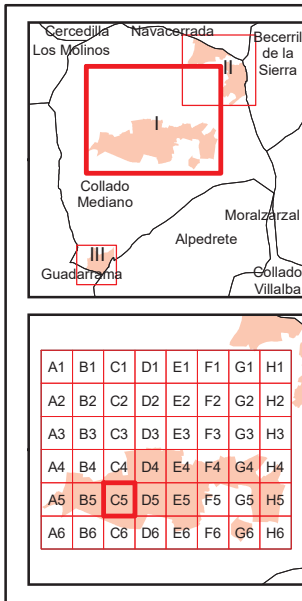 Cercedilla
Navacerrada
Becerril
de la
Sierra
Los Molinos
II
I
Collado
Mediano
Moralzarzal
Alpedrete
III
Guadarrama
Collado
Villalba
A1 B1 C1 D1 E1 F1 G1 H1
A2 B2 C2 D2 E2 F2 G2 H2
A3 B3 C3 D3 E3 F3 G3 H3
A4 B4 C4 D4 E4 F4 G4 H4
A5 B5 C5 D5 E5 F5 G5 H5
A6 B6 C6 D6 E6 F6 G6 H6